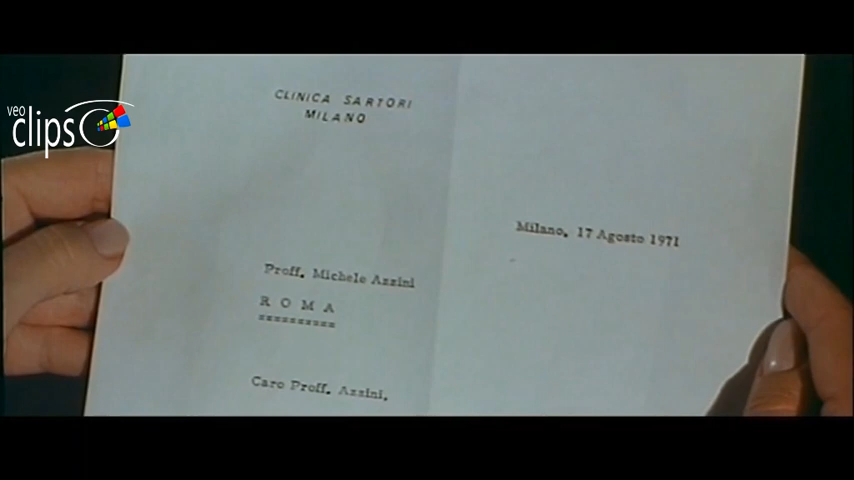 veo
clips
CLINICA SARTORI
MILANO
Milano, 17 Agosto 1971
Proff. Michele Azzini
R O M A
==========
Caro Proff. Azzini,